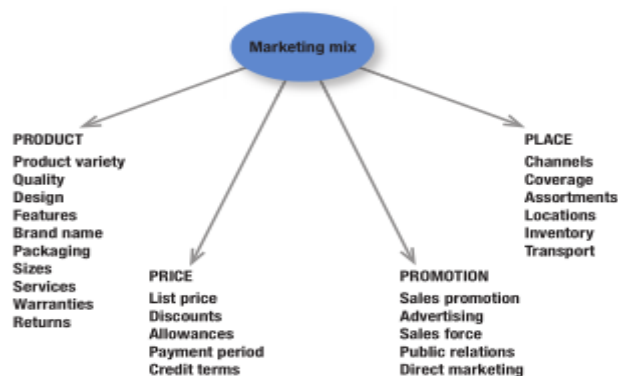 Marketing mix
PRODUCT
Product variety
Quality
Design
Features
Brand name
Packaging
Sizes
Services
Warranties
Returns
PRICE
List price
Discounts
Allowances
Payment period
Credit terms
PROMOTION
Sales promotion
Advertising
Sales force
Public relations
Direct marketing
PLACE
Channels
Coverage
Assortments
Locations
Inventory
Transport